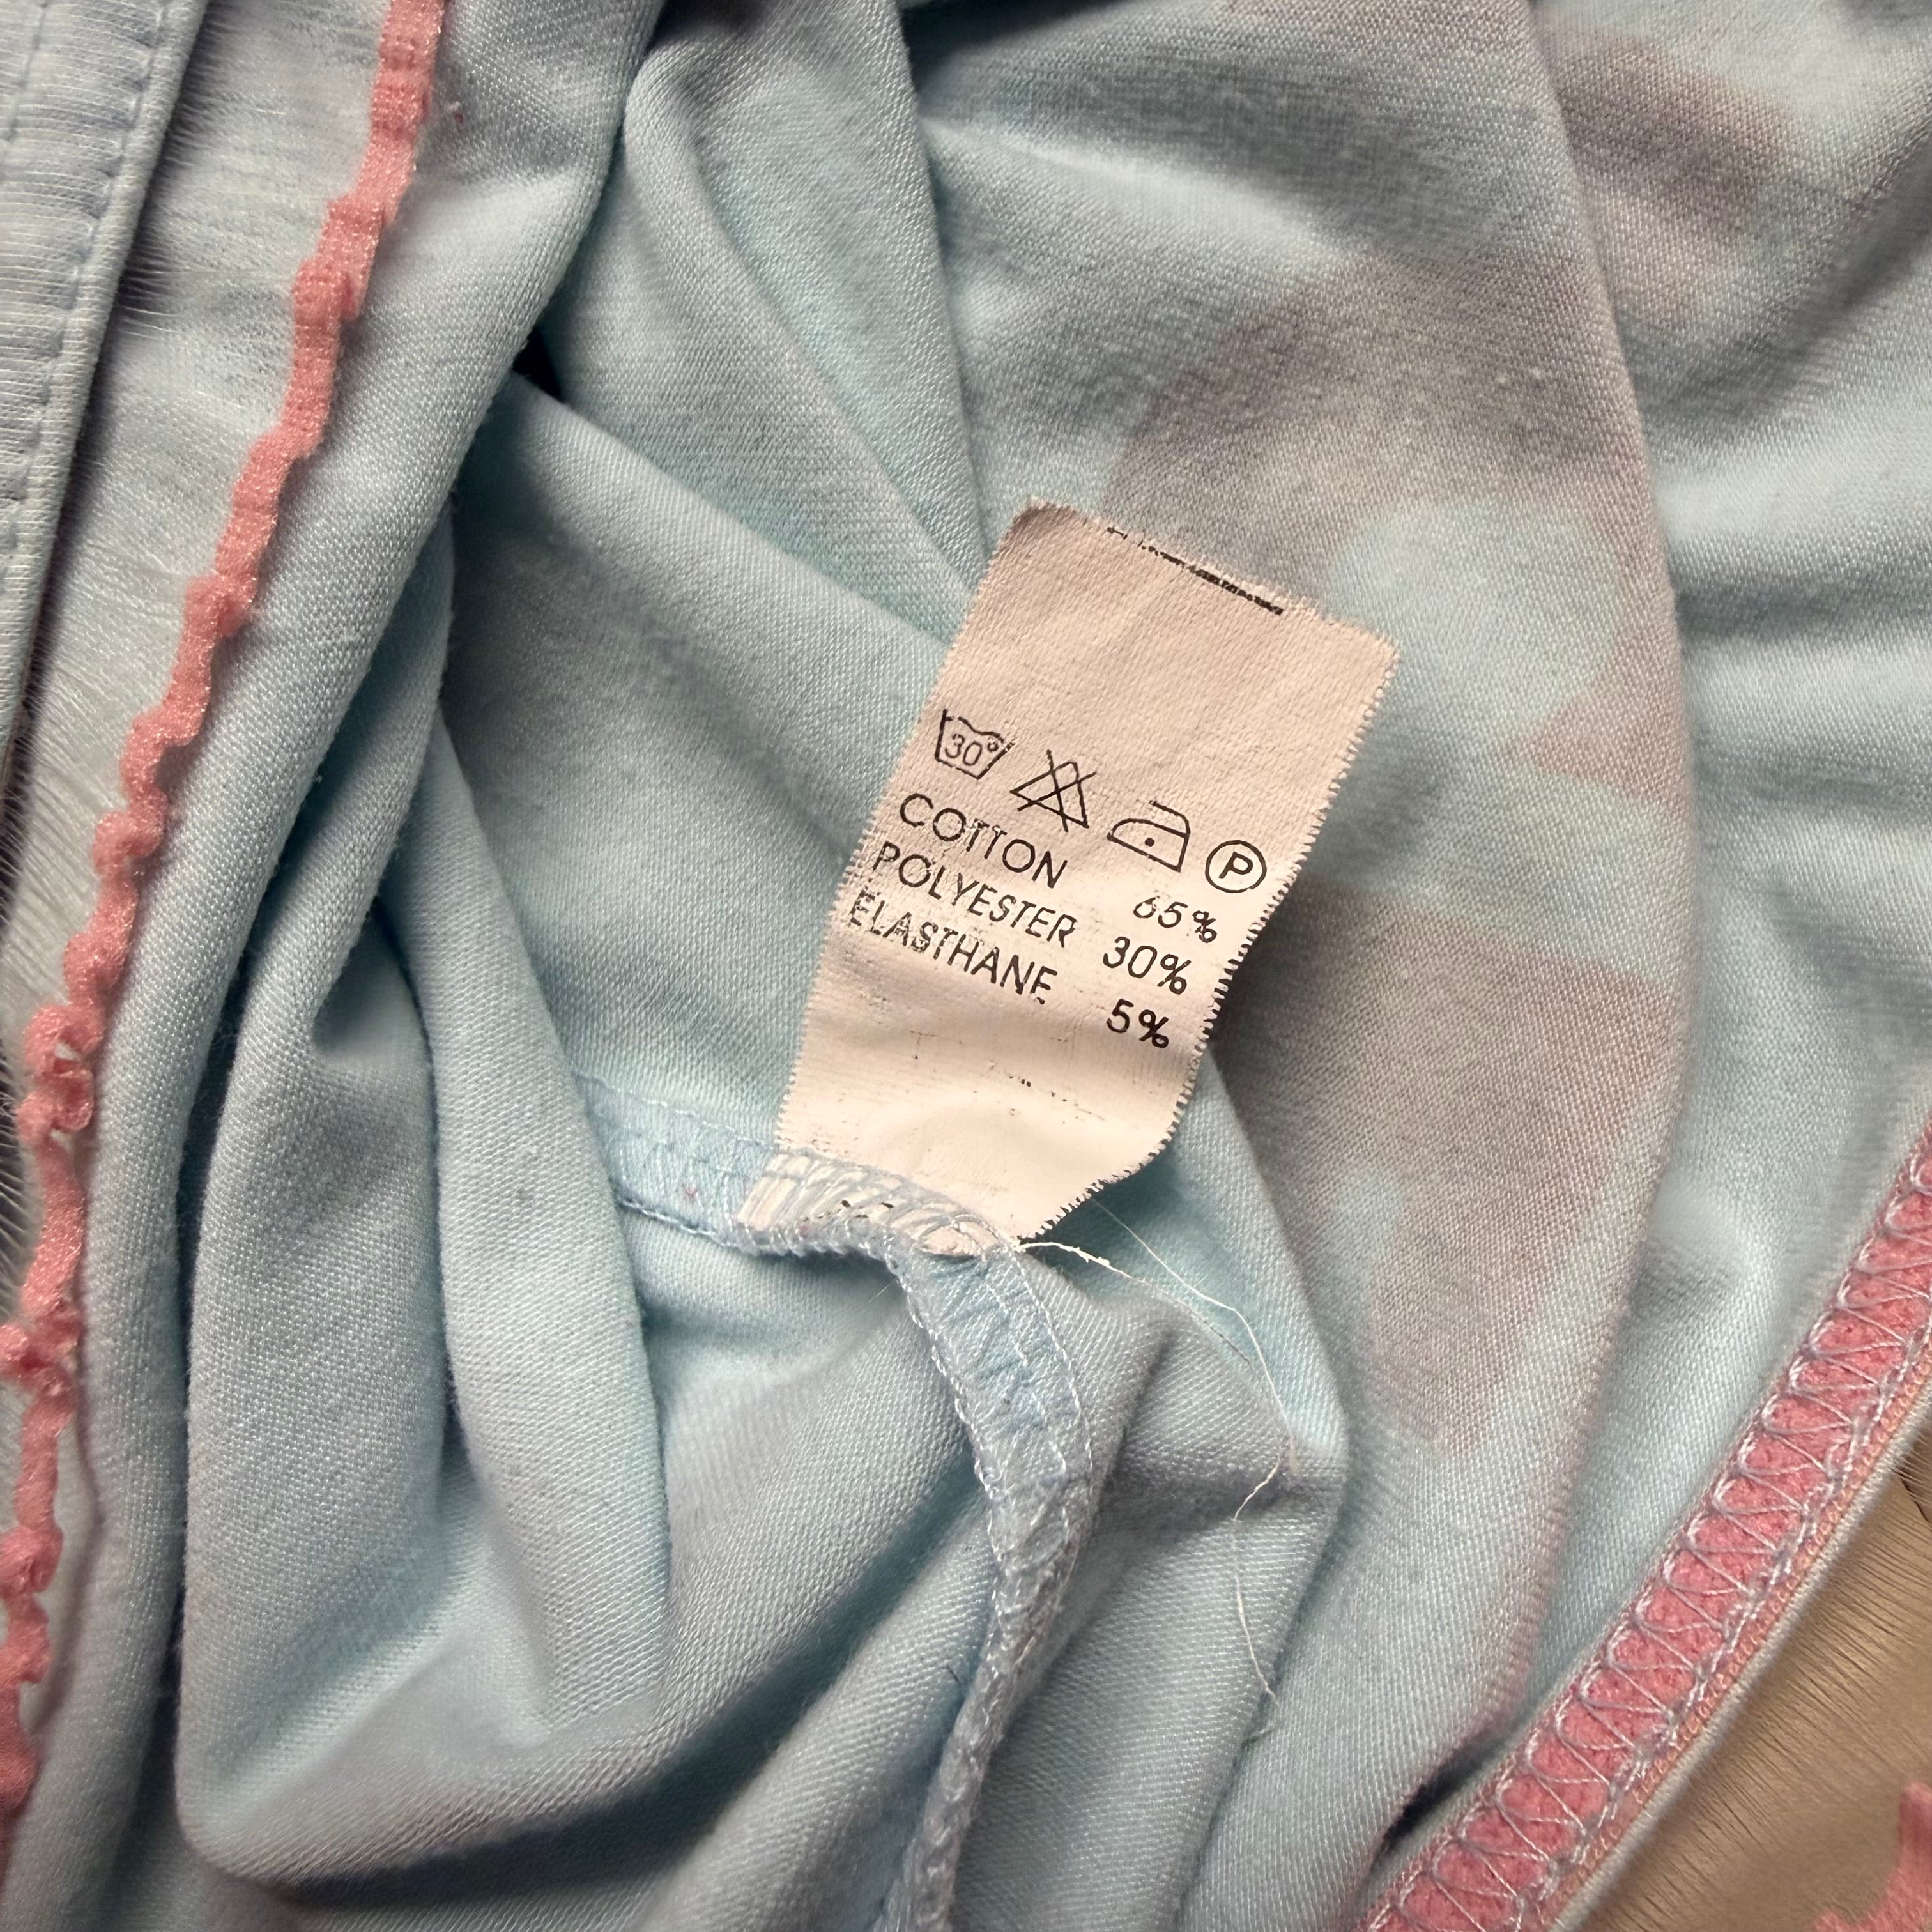 30°
P
COTTON 65%
POLYESTER 30%
ELASTHANE 5%